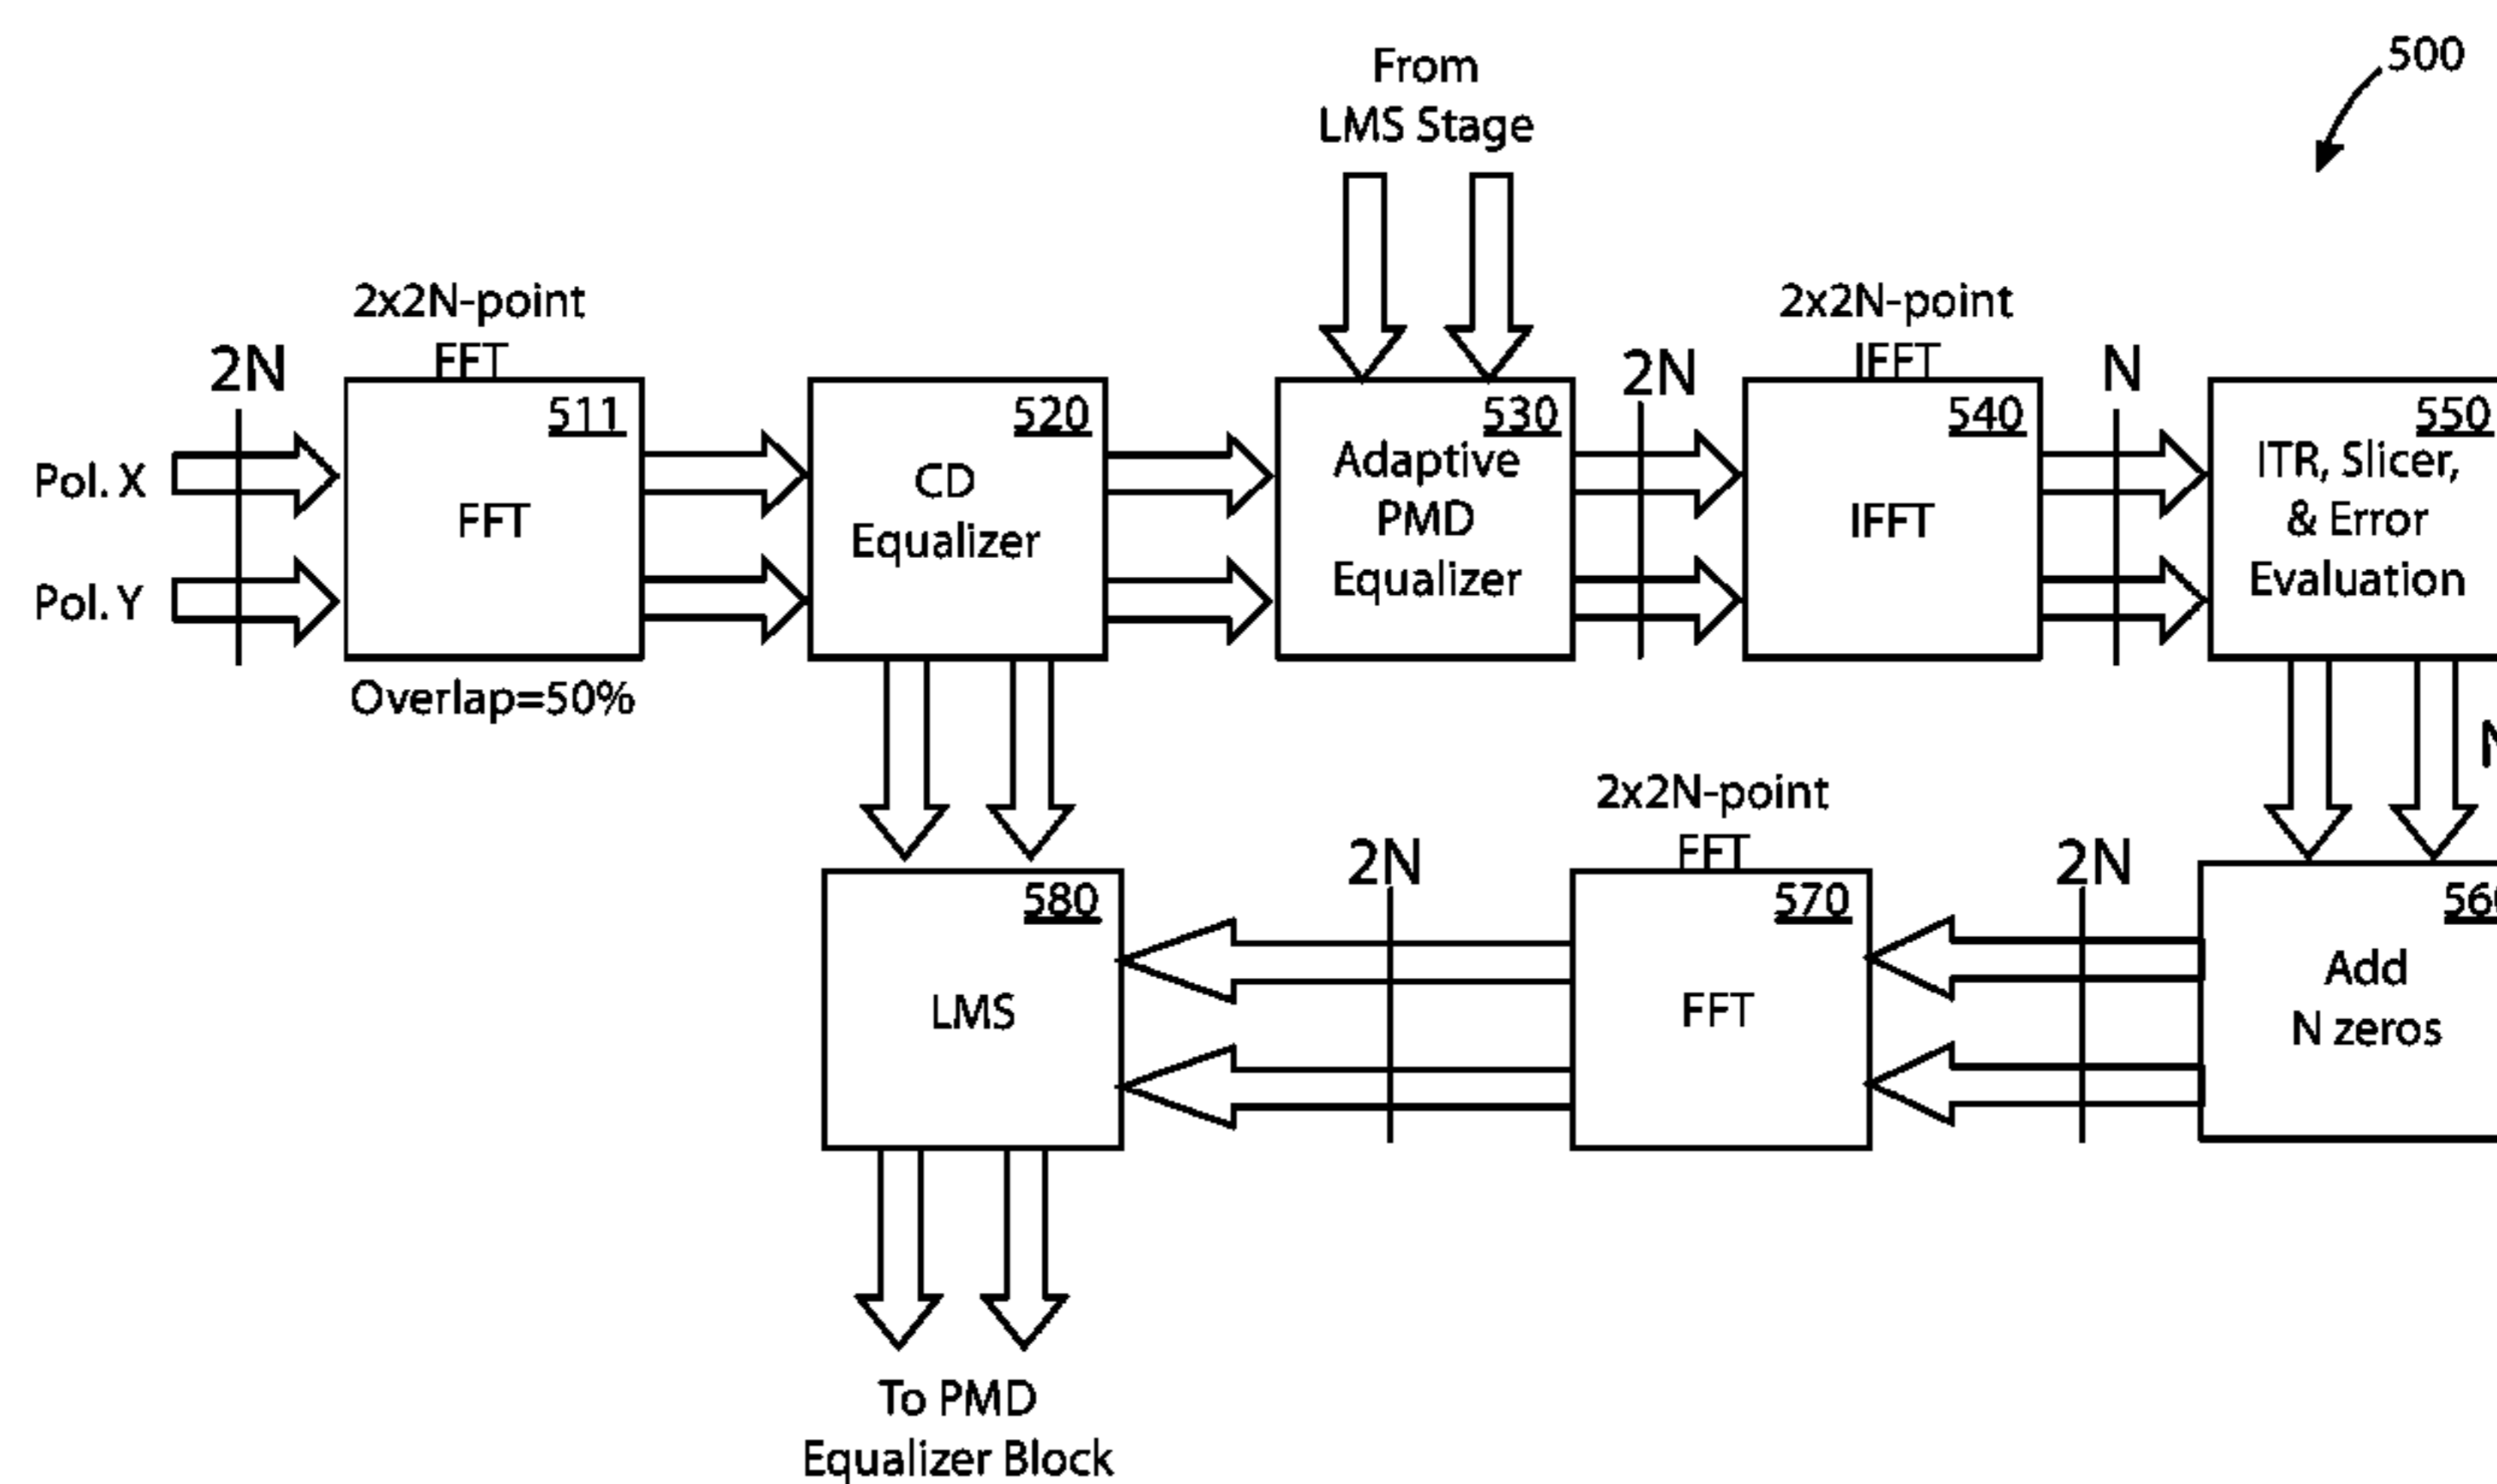 From
LMS Stage
500
2x2N-point
FFT
2N
Pol. X
Pol. Y
511
FFT
Overlap=50%
520
CD
Equalizer
530
Adaptive
PMD
Equalizer
2N
2x2N-point
IFFT
540
IFFT
N
550
ITR, Slicer,
& Error
Evaluation
2N
2x2N-point
FFT
570
FFT
2N
Add
N zeros
580
LMS
To PMD
Equalizer Block